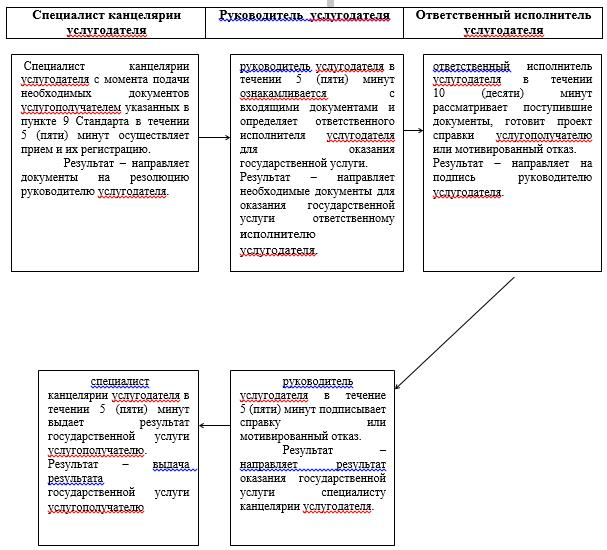 Специалист канцелярии
услугодателя
Руководитель услугодателя
Ответственный исполнитель
услугодателя
Специалист канцелярии
услугодателя с момента подачи
необходимых документов
услугополучателем указанных в
пункте 9 Стандарта в течении
5 (пяти) минут осуществляет
прием и их регистрацию.
Результат – направляет
документы на резолюцию
руководителю услугодателя.
руководитель услугодателя в
течении 5 (пяти) минут
ознакамливается с
входящими документами и
определяет ответственного
исполнителя услугодателя
для оказания
государственной услуги.
Результат – направляет
необходимые документы для
оказания государственной
услуги ответственному
исполнителю
услугодателя.
ответственный исполнитель
услугодателя в течении
10 (десяти) минут
рассматривает поступившие
документы, готовит проект
справки услугополучателю
или мотивированный отказ.
Результат – направляет на
подпись руководителю
услугодателя.
специалист
канцелярии услугодателя в
течении 5 (пяти) минут
выдает результат
государственной услуги
услугополучателю.
Результат – выдача
результата
государственной услуги
услугополучателю
руководитель
услугодателя в течение
5 (пяти) минут подписывает
справку или
мотивированный отказ.
Результат –
направляет результат
оказания государственной
услуги специалисту
канцелярии услугодателя.